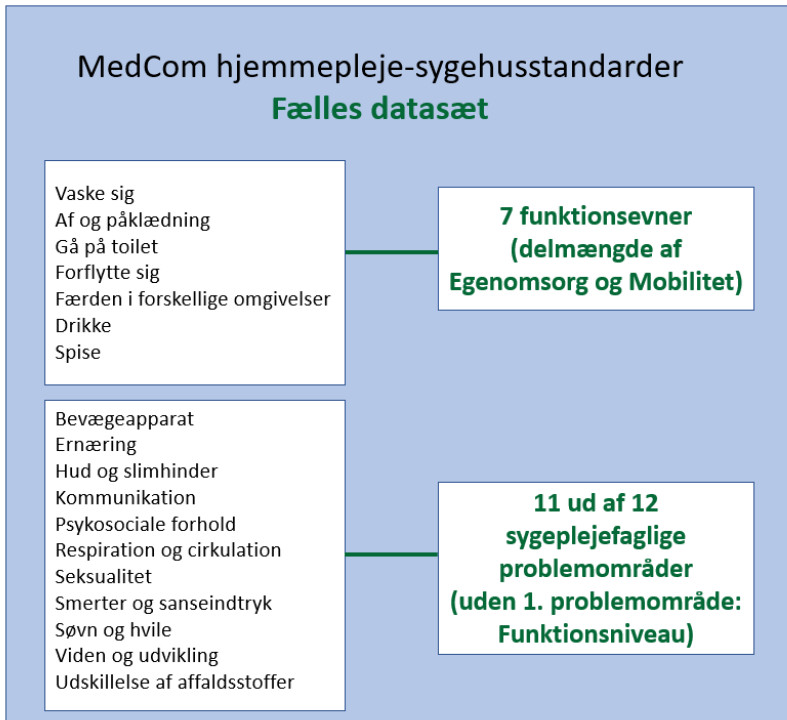 MedCom hjemmepleje-sygehusstandarder
Fælles datasæt
Vaske sig
Af og påklædning
Gå på toilet
Forflytte sig
Færden i forskellige omgivelser
Drikke
Spise
7 funktionsevner
(delmængde af
Egenomsorg og Mobilitet)
Bevægeapparat
Ernæring
Hud og slimhinder
Kommunikation
Psykosociale forhold
Respiration og cirkulation
Seksualitet
Smerter og sanseindtryk
Søvn og hvile
Viden og udvikling
Udskillelse af affaldsstoffer
11 ud af 12
sygeplejefaglige
problemområder
(uden 1. problemområde:
Funktionsniveau)